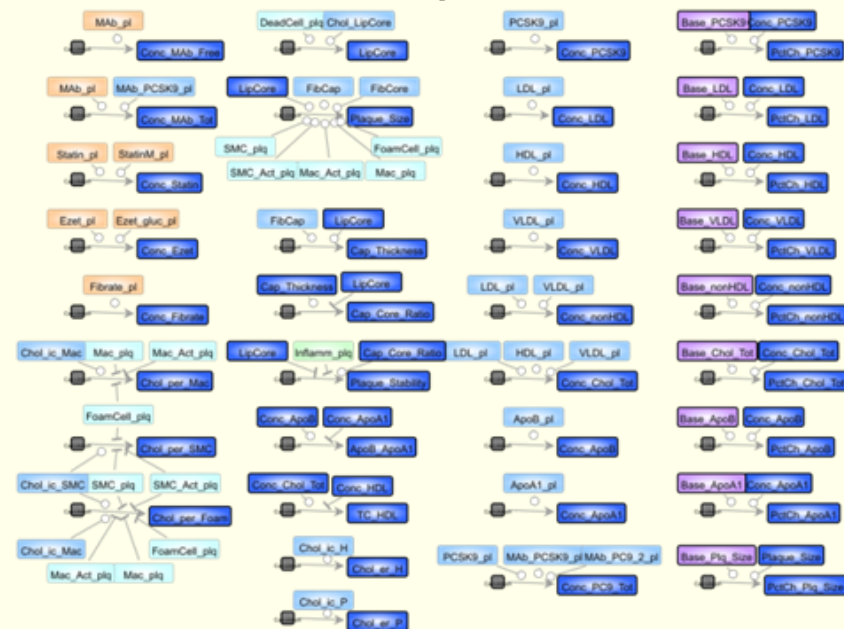 MAb_pl
Conc_MAb_Free
MAb_pl MAb_PCSK9_pl
Conc_MAb_Tot
Statin_pl StatinM_pl
Conc_Statin
Ezet_pl Ezet_gluc_pl
Conc_Ezet
Fibrate_pl
Conc_Fibrate
Chol_ic_Mac Mac_plq Mac_Act_plq
Chol_per_Mac
FoamCell_plq
Chol_per_SMC
Chol_ic_SMC SMC_plq SMC_Act_plq
Chol_per_Foam
Chol_ic_Mac FoamCell_plq
Mac_Act_plq Mac_plq
DeadCell_plq Chol_LipCore
LipCore
LipCore FibCap FibCore
Plaque_Size
SMC_plq FoamCell_plq
SMC_Act_plq Mac_Act_plq Mac_plq
FibCap LipCore
Cap_Thickness
Cap_Thickness LipCore
Cap_Core_Ratio
LipCore Inflamm_plq Cap_Core_Ratio
Plaque_Stability
Conc_ApoB Conc_ApoA1
ApoB_ApoA1
Conc_Chol_Tot Conc_HDL
TC_HDL
Chol_ic_H
Chol_er_H
Chol_ic_P
Chol_er_P
PCSK9_pl
Conc_PCSK9
LDL_pl
Conc_LDL
HDL_pl
Conc_HDL
VLDL_pl
Conc_VLDL
LDL_pl VLDL_pl
Conc_nonHDL
LDL_pl HDL_pl VLDL_pl
Conc_Chol_Tot
ApoB_pl
Conc_ApoB
ApoA1_pl
Conc_ApoA1
PCSK9_pl MAb_PCSK9_pl MAb_PC9_2_pl
Conc_PC9_Tot
Base_PCSK9 Conc_PCSK9
PctCh_PCSK9
Base_LDL Conc_LDL
PctCh_LDL
Base_HDL Conc_HDL
PctCh_HDL
Base_VLDL Conc_VLDL
PctCh_VLDL
Base_nonHDL Conc_nonHDL
PctCh_nonHDL
Base_Chol_Tot Conc_Chol_Tot
PctCh_Chol_Tot
Base_ApoB Conc_ApoB
PctCh_ApoB
Base_ApoA1 Conc_ApoA1
PctCh_ApoA1
Base_Plq_Size Plaque_Size
PctCh_Plq_Size